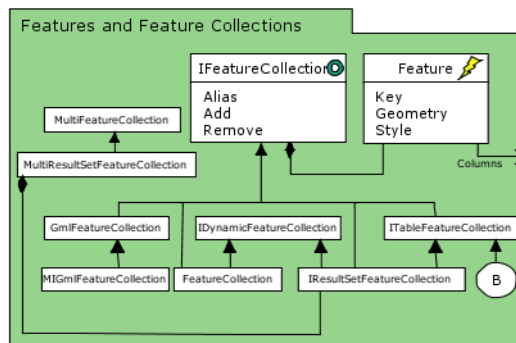 Features and Feature Collections
IFeatureCollection
Alias
Add
Remove
Feature
Key
Geometry
Style
MultiFeatureCollection
MultiResultSetFeatureCollection
Columns
GmlFeatureCollection
IDynamicFeatureCollection
ITableFeatureCollection
MIGmlFeatureCollection
FeatureCollection
IResultSetFeatureCollection
B